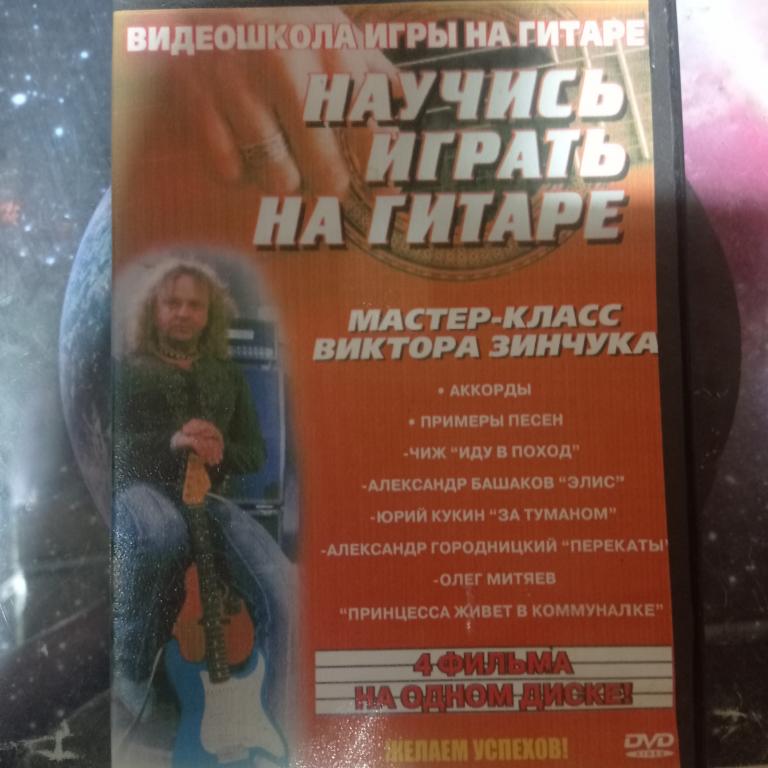 ВИДЕОШКОЛА ИГРЫ НА ГИТАРЕ
НАУЧИСЬ
ИГРАТЬ
НА ГИТАРЕ
МАСТЕР-КЛАСС
ВИКТОРА ЗИНЧУКА
• АККОРДЫ
• ПРИМЕРЫ ПЕСЕН
-ЧИЖ "ИДУ В ПОХОД"
-АЛЕКСАНДР БАШАКОВ "ЭЛИС"
-ЮРИЙ КУКИН "ЗА ТУМАНОМ"
-АЛЕКСАНДР ГОРОДНИЦКИЙ "ПЕРЕКАТЫ"
-ОЛЕГ МИТЯЕВ
"ПРИНЦЕССА ЖИВЕТ В КОММУНАЛКЕ"
4 ФИЛЬМА
НА ОДНОМ ДИСКЕ!
ЖЕЛАЕМ УСПЕХОВ!
DVD
VIDEO